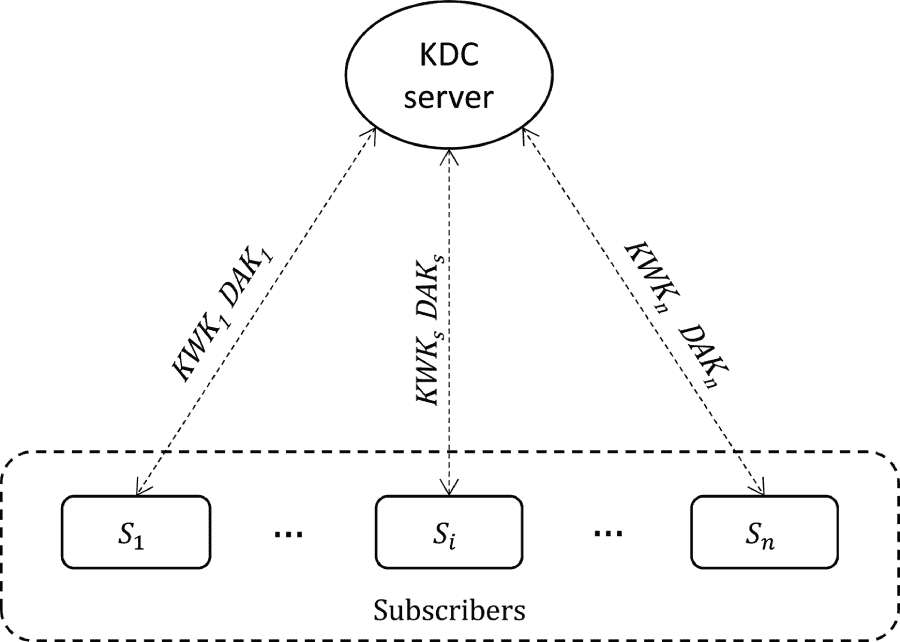 KDC
server
KWK₁ DAK₁
KWKₛ DAKₛ
KWKₙ DAKₙ
S₁ ... Sᵢ ... Sₙ
Subscribers